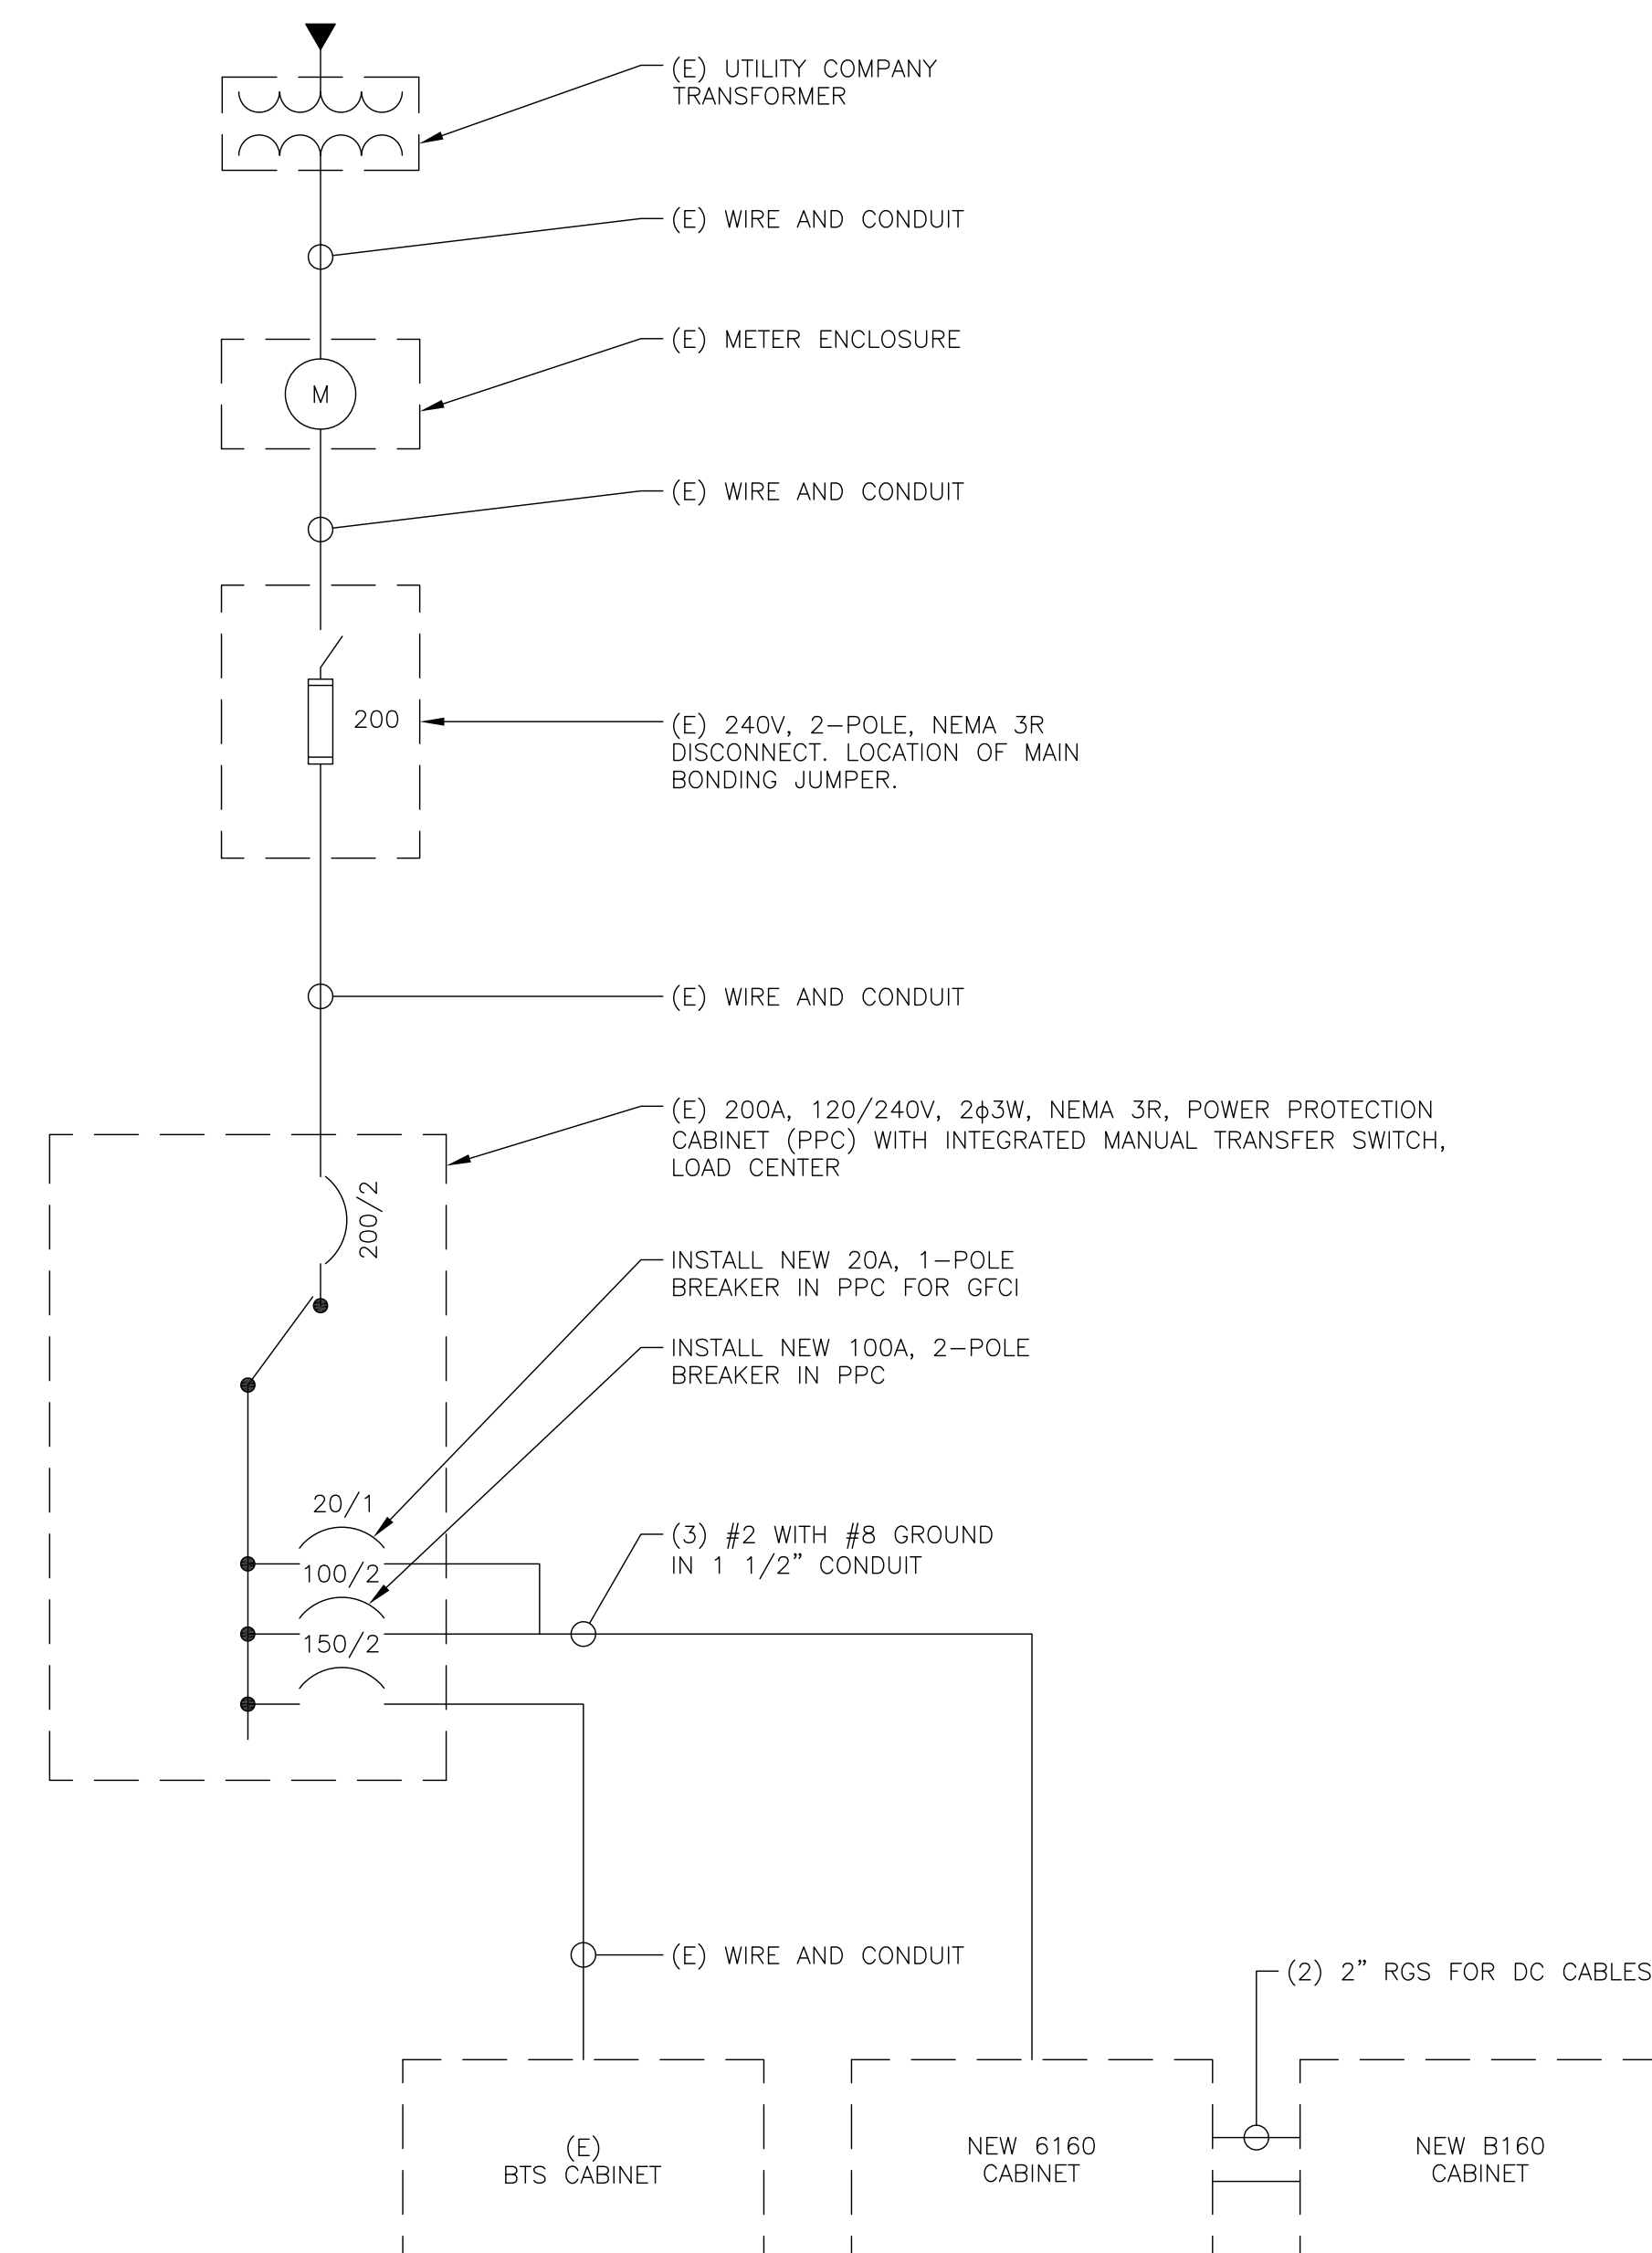 (E) UTILITY COMPANY
TRANSFORMER
(E) WIRE AND CONDUIT
(E) METER ENCLOSURE
M
(E) WIRE AND CONDUIT
200
(E) 240V, 2-POLE, NEMA 3R
DISCONNECT. LOCATION OF MAIN
BONDING JUMPER.
(E) WIRE AND CONDUIT
(E) 200A, 120/240V, 2ϕ3W, NEMA 3R, POWER PROTECTION
CABINET (PPC) WITH INTEGRATED MANUAL TRANSFER SWITCH,
LOAD CENTER
200/2
INSTALL NEW 20A, 1-POLE
BREAKER IN PPC FOR GFCI
INSTALL NEW 100A, 2-POLE
BREAKER IN PPC
20/1
(3) #2 WITH #8 GROUND
IN 1 1/2” CONDUIT
100/2
150/2
(E) WIRE AND CONDUIT
(2) 2” RGS FOR DC CABLES
(E)
BTS CABINET
NEW 6160
CABINET
NEW B160
CABINET